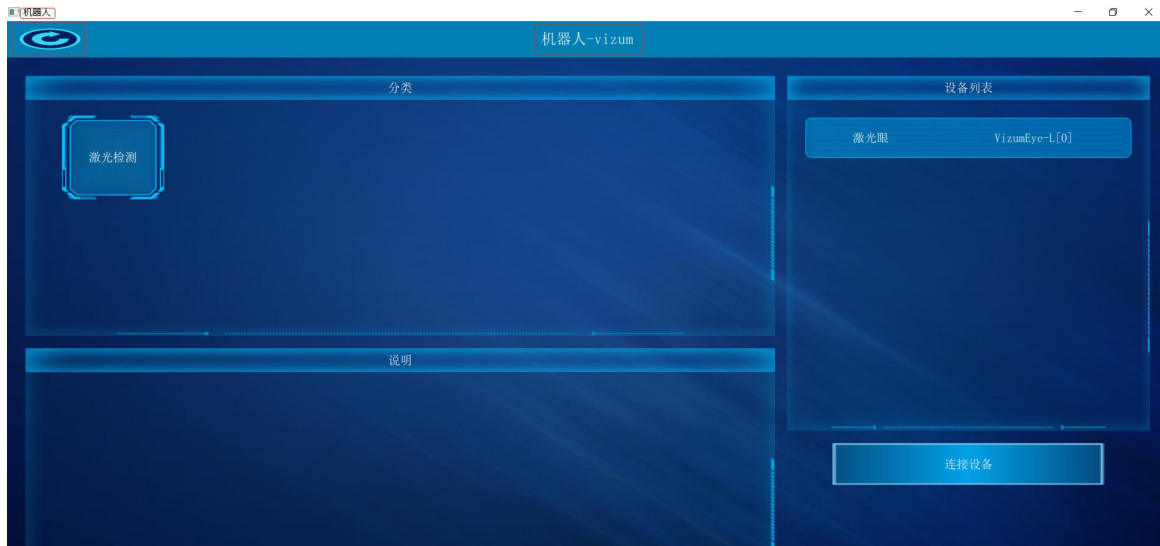 机器人
机器人-vizum
分类
设备列表
激光检测
激光眼 VizumEye-L[0]
说明
连接设备